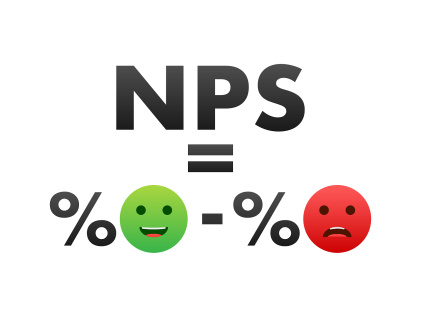 NPS
=
% - %